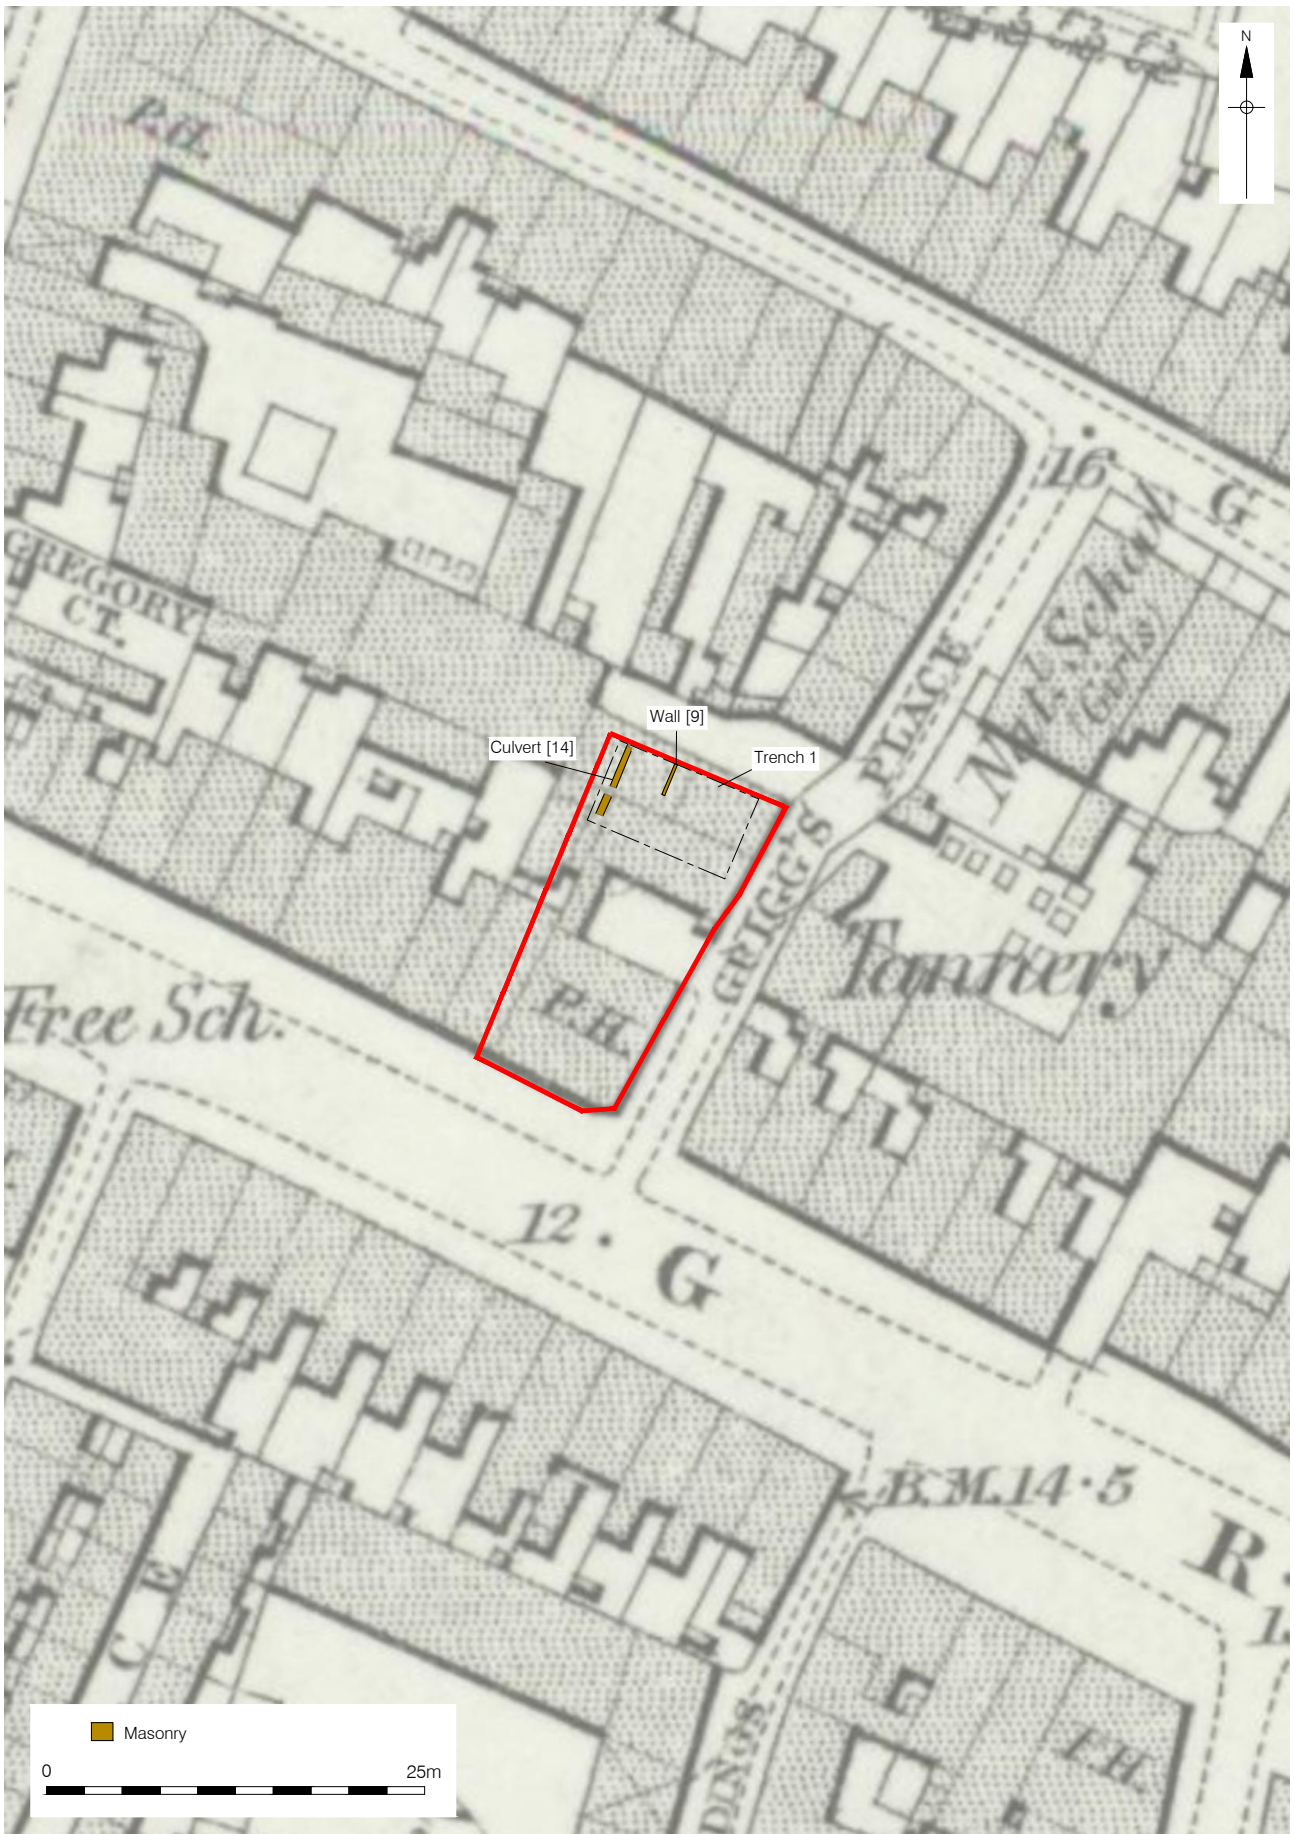 N
P.H.
16
G
Natl. School
(Girls)
GREGORY
CT.
PLACE
Wall [9]
Culvert [14]
Trench 1
GRIGG'S
Tannery
Free Sch.
P.H.
12
G
B.M.14·5
R.
C E
P.H.
Masonry
0 25m